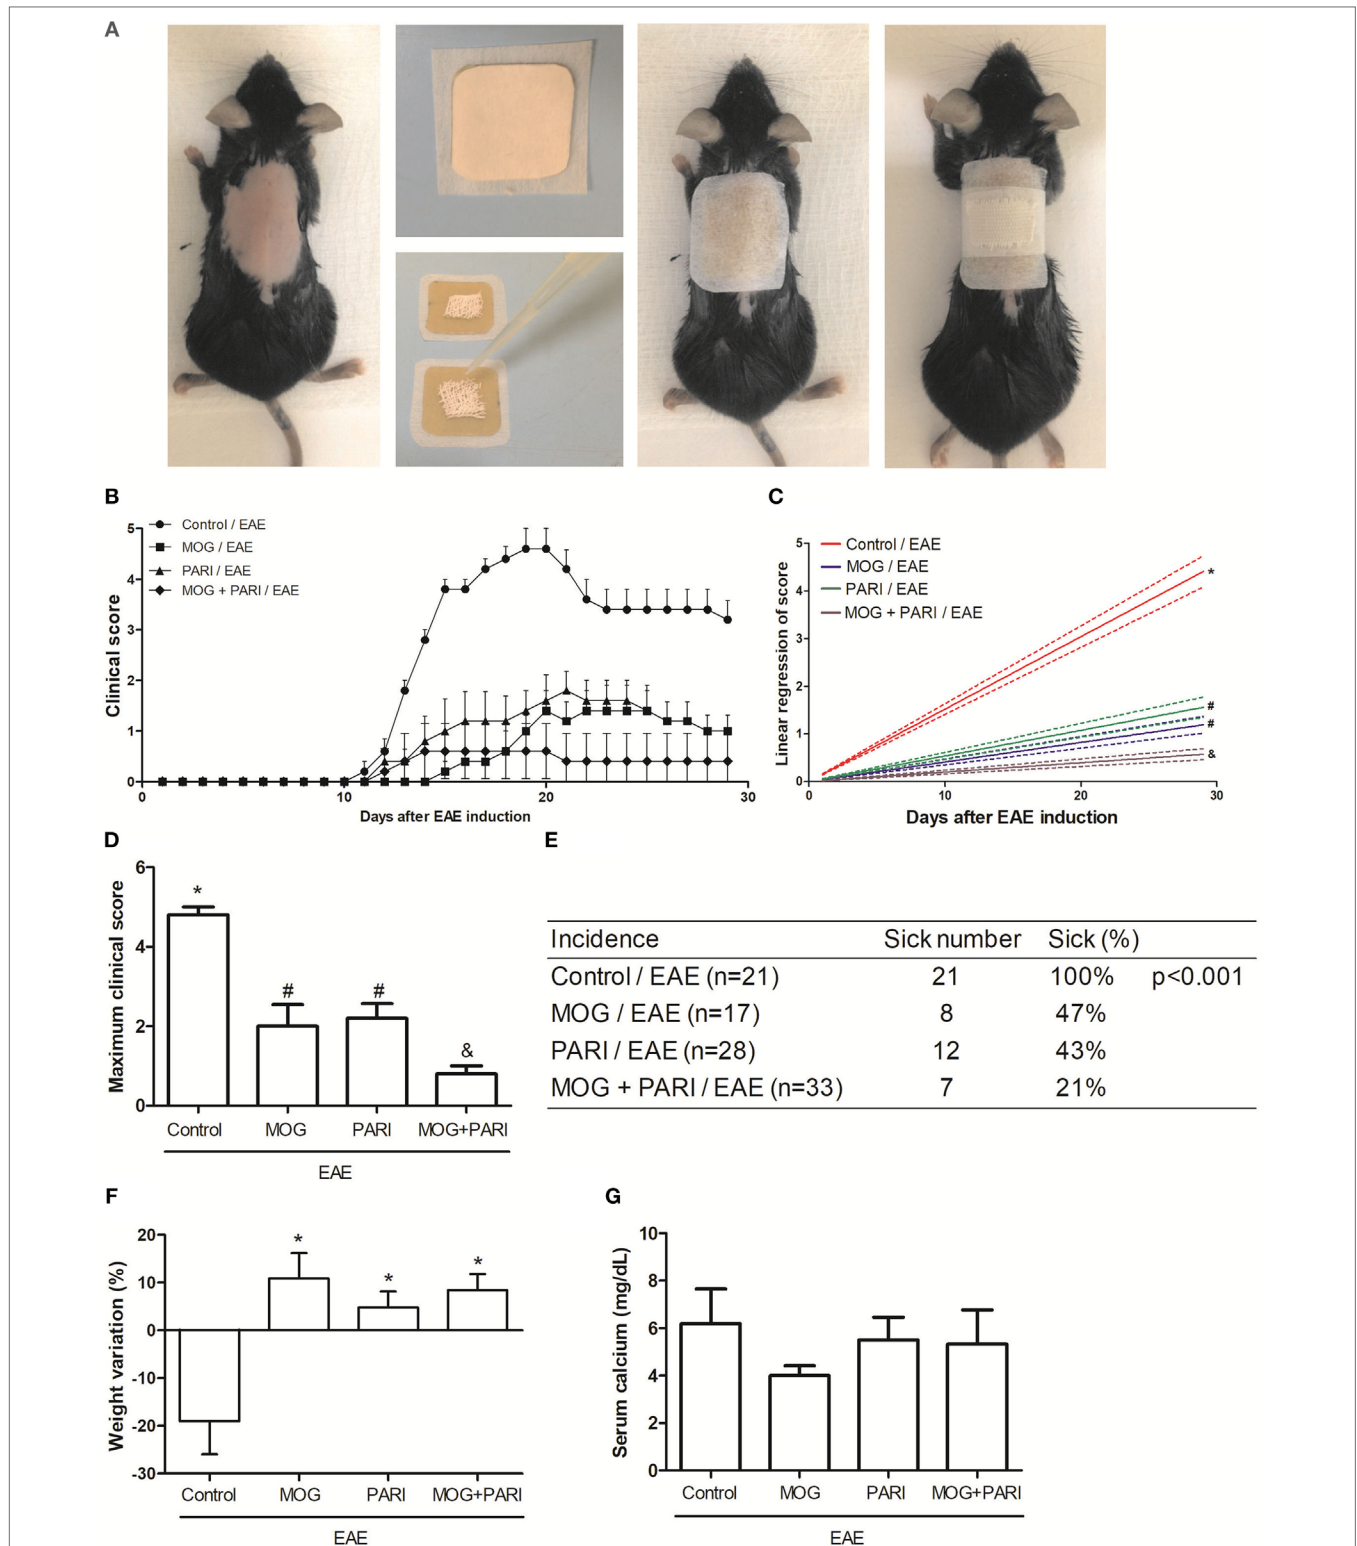 A
B
5
4
3
2
1
0
Clinical score
Control / EAE
MOG / EAE
PARI / EAE
MOG + PARI / EAE
0 10 20 30
Days after EAE induction
C
5
4
3
2
1
0
Linear regression of score
Control / EAE
MOG / EAE
PARI / EAE
MOG + PARI / EAE
*
#
#
&
0 10 20 30
Days after EAE induction
D
6
4
2
0
Maximum clinical score
*
#
#
&
Control MOG PARI MOG+PARI
EAE
E
Incidence Sick number Sick (%)
Control / EAE (n=21) 21 100% p<0.001
MOG / EAE (n=17) 8 47%
PARI / EAE (n=28) 12 43%
MOG + PARI / EAE (n=33) 7 21%
F
20
10
0
-10
-20
-30
Weight variation (%)
*
*
*
Control MOG PARI MOG+PARI
EAE
G
10
8
6
4
2
0
Serum calcium (mg/dL)
Control MOG PARI MOG+PARI
EAE